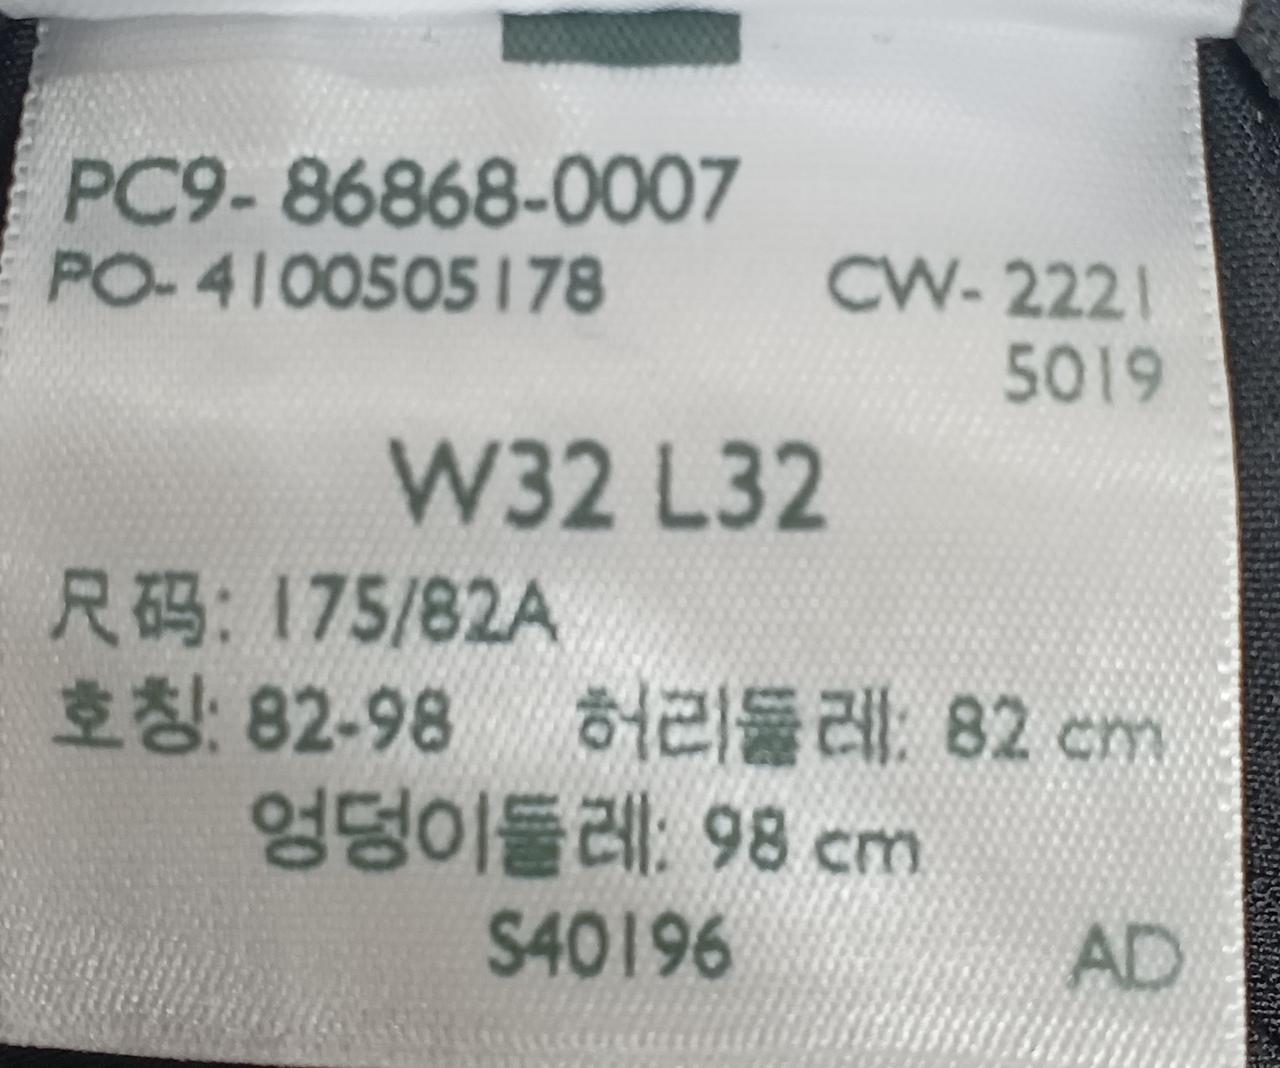 PC9- 86868-0007
PO- 4100505178 CW- 2221
5019
W32 L32
尺码: 175/82A
호칭: 82-98 허리둘레: 82 cm
엉덩이둘레: 98 cm
S40196 AD